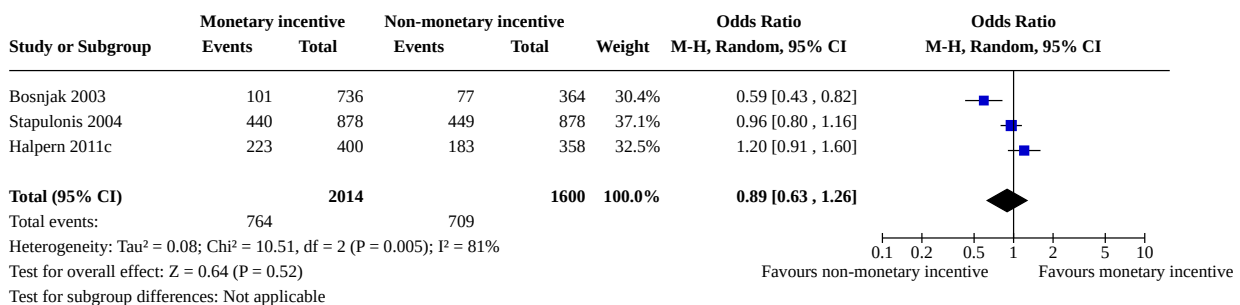 Monetary incentive Non-monetary incentive Odds Ratio Odds Ratio
Study or Subgroup Events Total Events Total Weight M-H, Random, 95% CI M-H, Random, 95% CI
Bosnjak 2003 101 736 77 364 30.4% 0.59 [0.43 , 0.82]
Stapulonis 2004 440 878 449 878 37.1% 0.96 [0.80 , 1.16]
Halpern 2011c 223 400 183 358 32.5% 1.20 [0.91 , 1.60]
Total (95% CI) 2014 1600 100.0% 0.89 [0.63 , 1.26]
Total events: 764 709
Heterogeneity: Tau² = 0.08; Chi² = 10.51, df = 2 (P = 0.005); I² = 81%
0.1 0.2 0.5 1 2 5 10
Test for overall effect: Z = 0.64 (P = 0.52) Favours non-monetary incentive Favours monetary incentive
Test for subgroup differences: Not applicable